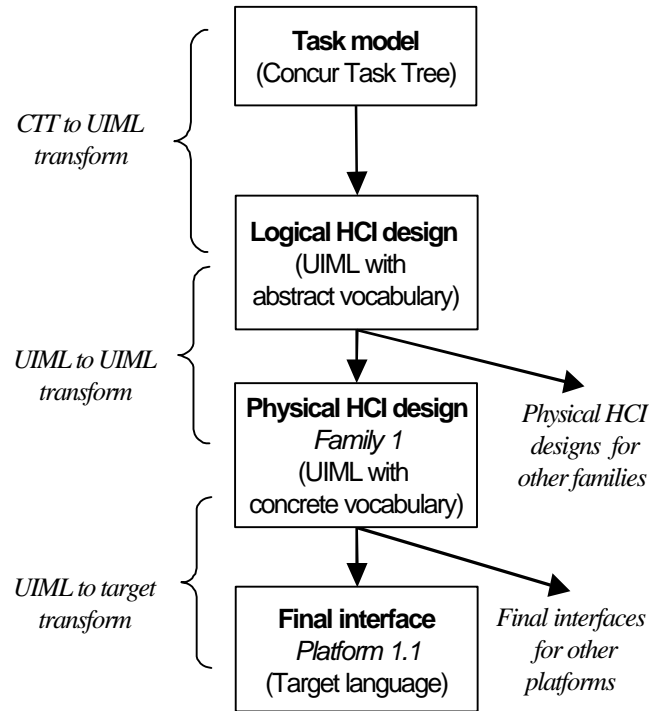 Task model
(Concur Task Tree)
CTT to UIML
transform
Logical HCI design
(UIML with
abstract vocabulary)
UIML to UIML
transform
Physical HCI design
Family 1
(UIML with
concrete vocabulary)
Physical HCI
designs for
other families
UIML to target
transform
Final interface
Platform 1.1
(Target language)
Final interfaces
for other
platforms